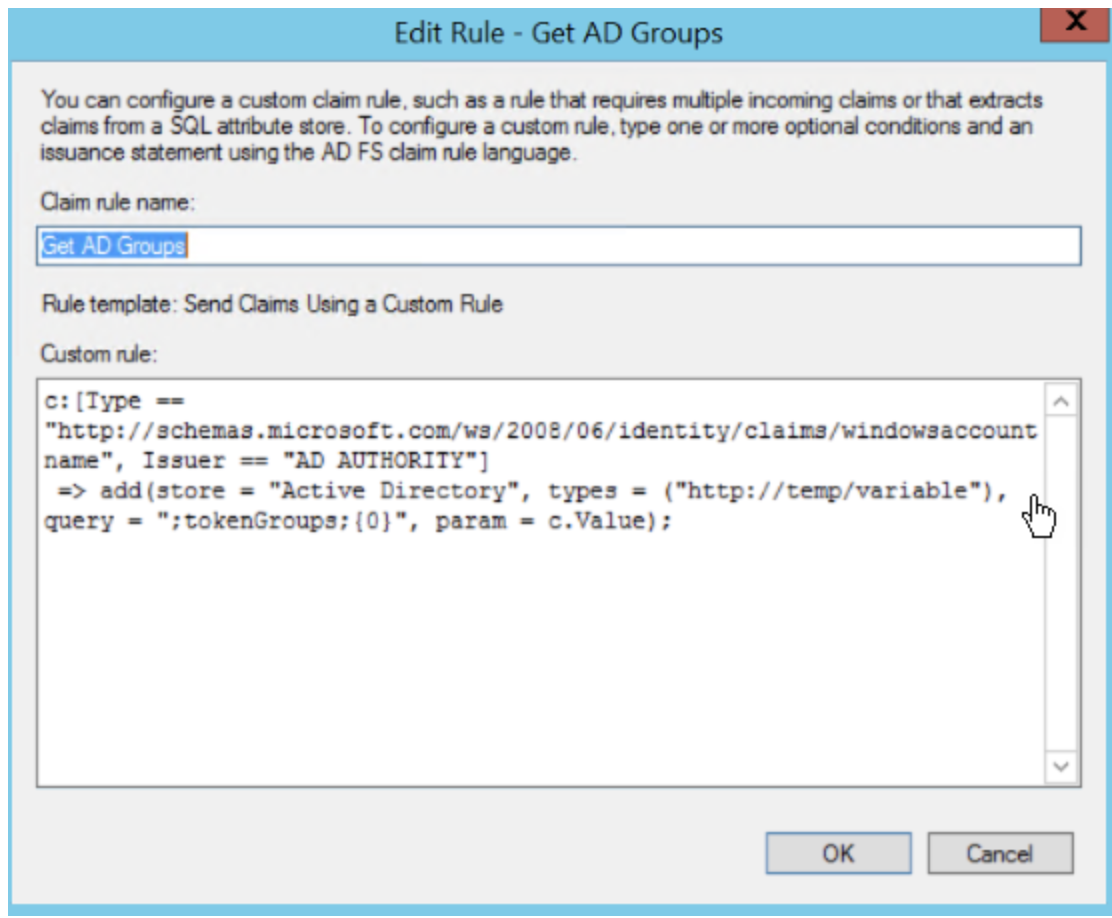 Edit Rule - Get AD Groups
X
You can configure a custom claim rule, such as a rule that requires multiple incoming claims or that extracts
claims from a SQL attribute store. To configure a custom rule, type one or more optional conditions and an
issuance statement using the AD FS claim rule language.
Claim rule name:
Get AD Groups
Rule template: Send Claims Using a Custom Rule
Custom rule:
c:[Type ==
"http://schemas.microsoft.com/ws/2008/06/identity/claims/windowsaccount
name", Issuer == "AD AUTHORITY"]
 => add(store = "Active Directory", types = ("http://temp/variable"),
query = ";tokenGroups;{0}", param = c.Value);
OK
Cancel